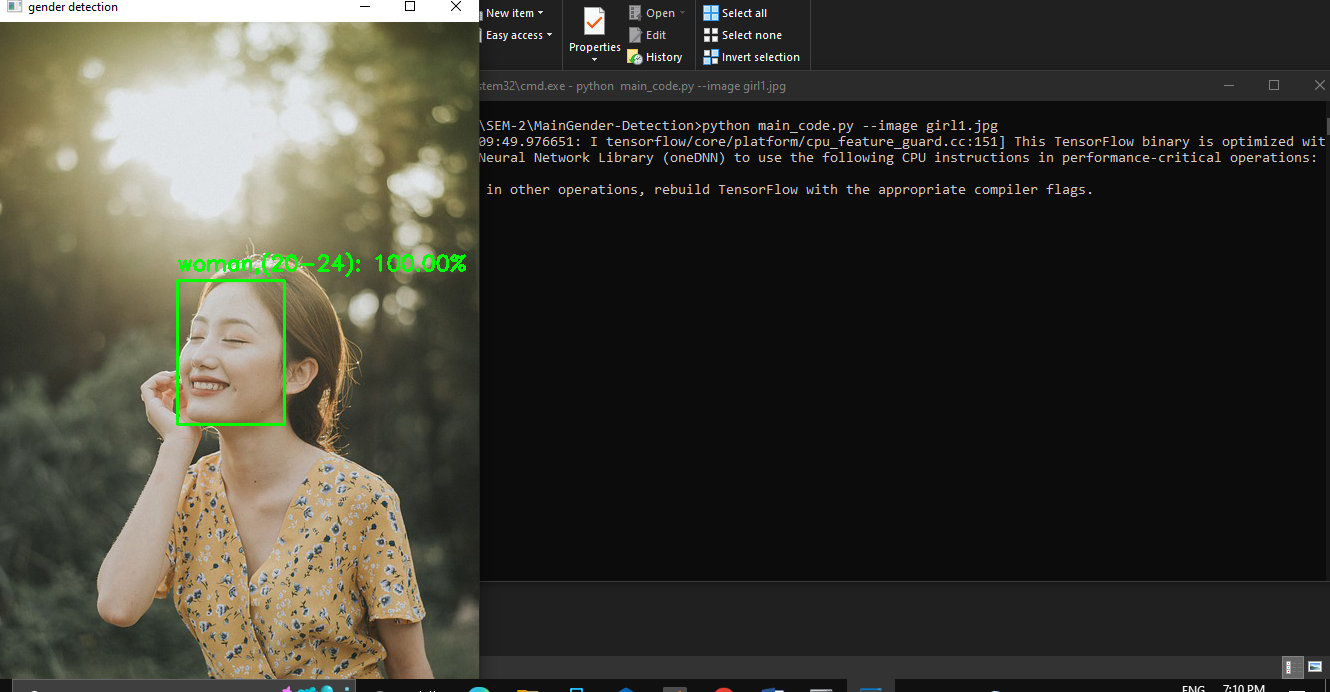 gender detection
New item
Easy access
Properties
Open
Edit
History
Select all
Select none
Invert selection
stem32\cmd.exe - python  main_code.py --image girl1.jpg
\SEM-2\MainGender-Detection>python main_code.py --image girl1.jpg
09:49.976651: I tensorflow/core/platform/cpu_feature_guard.cc:151] This TensorFlow binary is optimized wit
Neural Network Library (oneDNN) to use the following CPU instructions in performance-critical operations:
in other operations, rebuild TensorFlow with the appropriate compiler flags.
woman,(20-24): 100.00%
ENG
7:10 PM